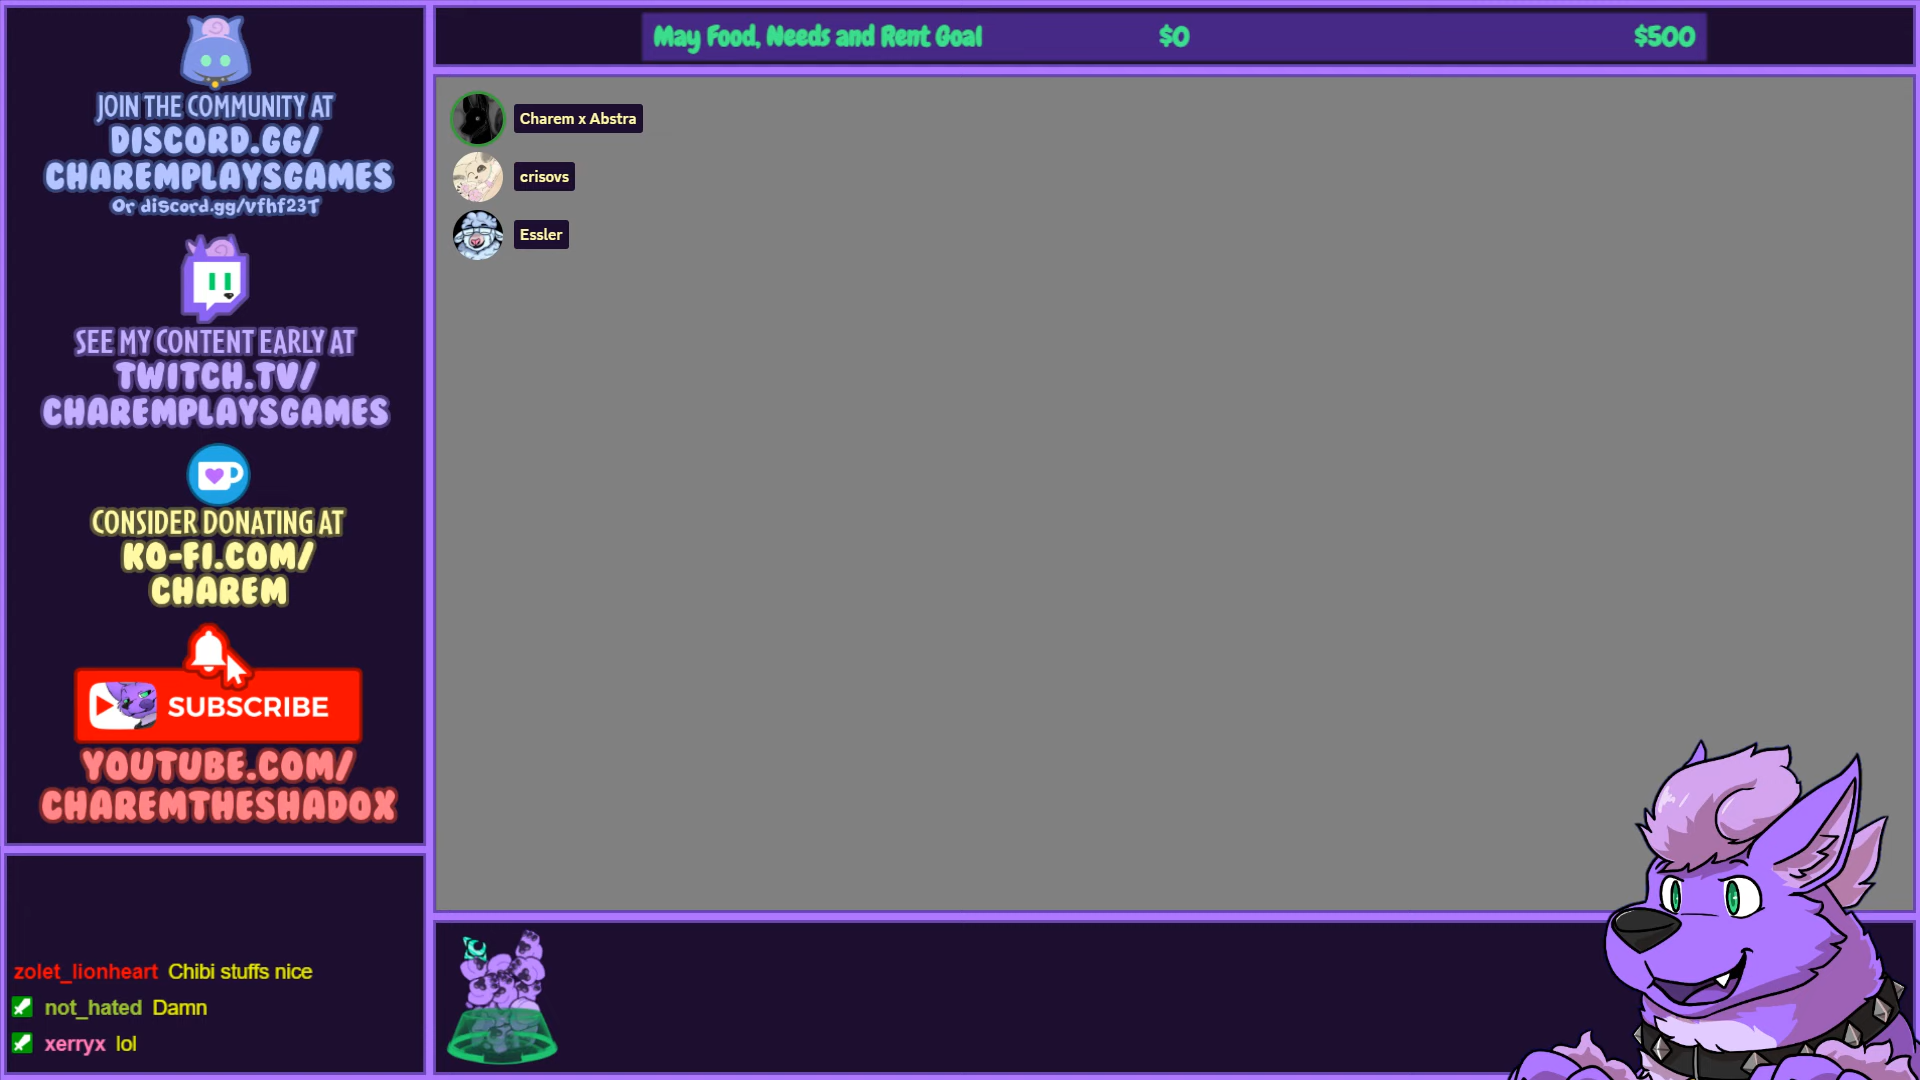 JOIN THE COMMUNITY AT
DISCORD.GG/
CHAREMPLAYSGAMES
Or discord.gg/vfhf23T
SEE MY CONTENT EARLY AT
TWITCH.TV/
CHAREMPLAYSGAMES
CONSIDER DONATING AT
KO-FI.COM/
CHAREM
SUBSCRIBE
YOUTUBE.COM/
CHAREMTHESHADOX
zolet_lionheart Chibi stuffs nice
not_hated Damn
xerryx lol
May Food, Needs and Rent Goal $0 $500
Charem x Abstra
crisovs
Essler